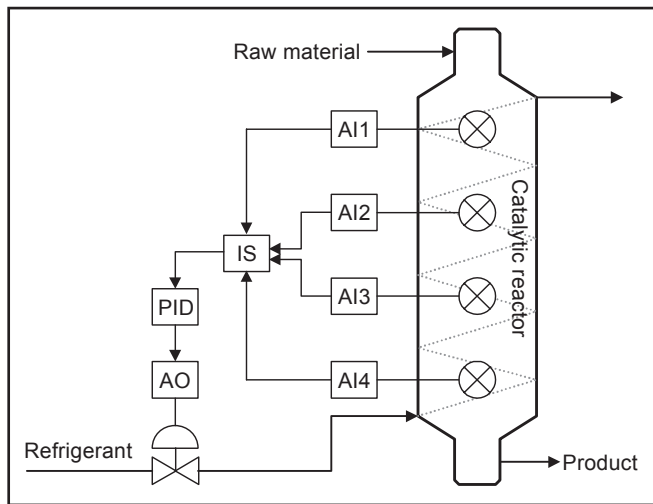 Raw material
AI1
AI2
Catalytic reactor
IS
AI3
PID
AO
AI4
Refrigerant
Product